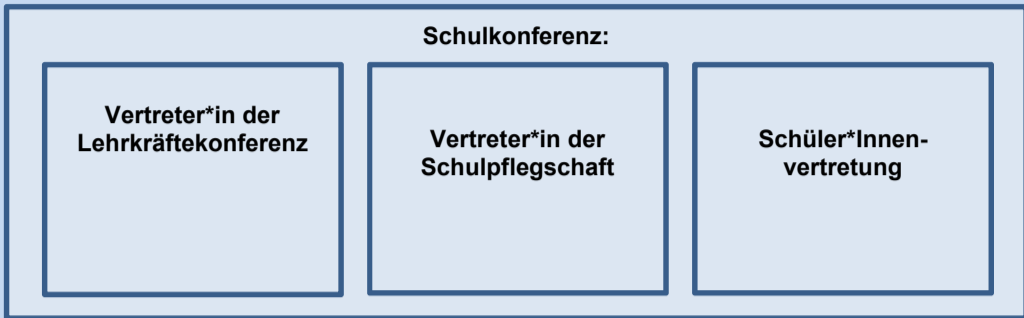 Schulkonferenz:
Vertreter*in der
Lehrkräftekonferenz
Vertreter*in der
Schulpflegschaft
Schüler*Innen-
vertretung